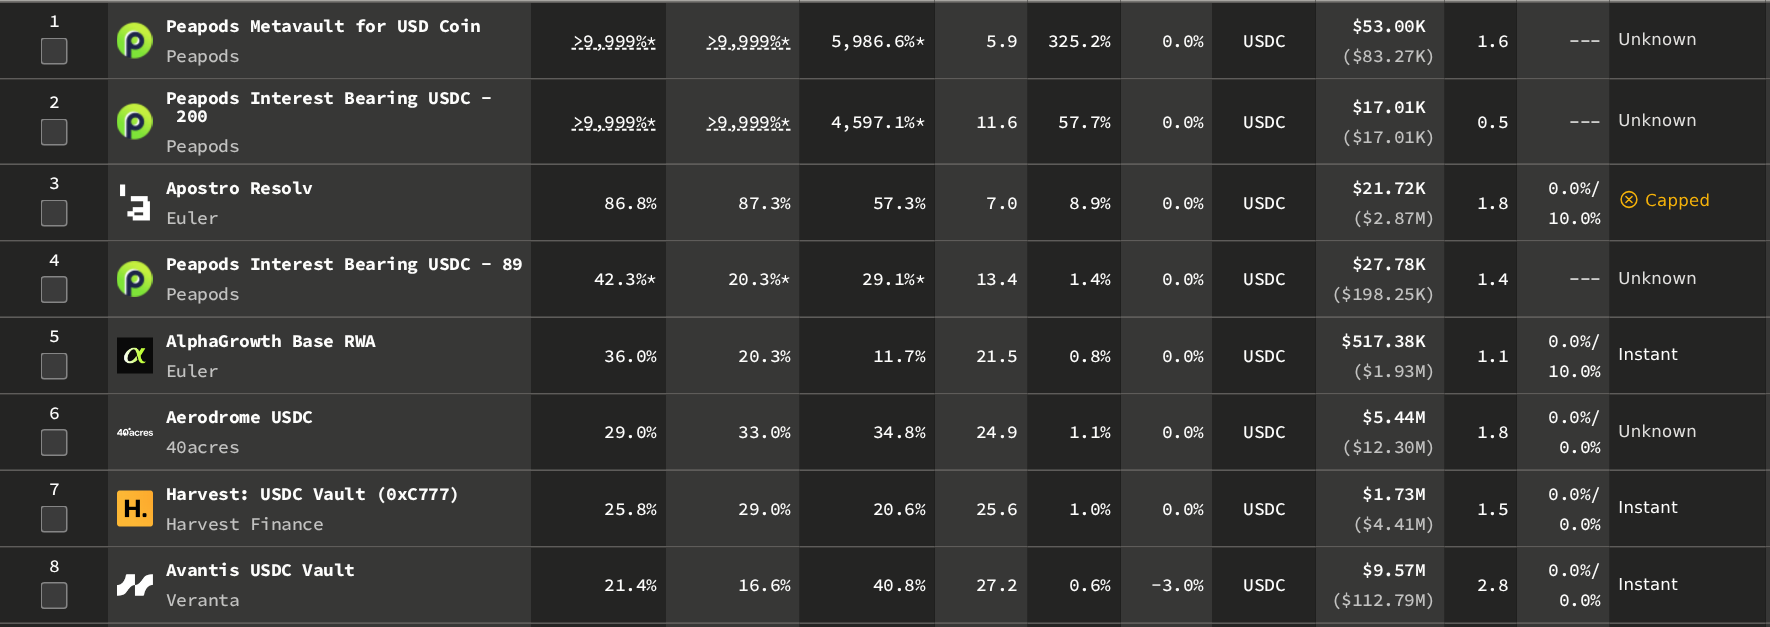 1 Peapods Metavault for USD Coin >9,999%* >9,999%* 5,986.6%* 5.9 325.2% 0.0% USDC $53.00K 1.6 --- Unknown
Peapods ($83.27K)
2 Peapods Interest Bearing USDC - >9,999%* >9,999%* 4,597.1%* 11.6 57.7% 0.0% USDC $17.01K 0.5 --- Unknown
200
Peapods ($17.01K)
3 Apostro Resolv 86.8% 87.3% 57.3% 7.0 8.9% 0.0% USDC $21.72K 1.8 0.0%/ Capped
Euler ($2.87M) 10.0%
4 Peapods Interest Bearing USDC - 89 42.3%* 20.3%* 29.1%* 13.4 1.4% 0.0% USDC $27.78K 1.4 --- Unknown
Peapods ($198.25K)
5 α AlphaGrowth Base RWA 36.0% 20.3% 11.7% 21.5 0.8% 0.0% USDC $517.38K 1.1 0.0%/ Instant
Euler ($1.93M) 10.0%
6 40acres Aerodrome USDC 29.0% 33.0% 34.8% 24.9 1.1% 0.0% USDC $5.44M 1.8 0.0%/ Unknown
40acres ($12.30M) 0.0%
7 H. Harvest: USDC Vault (0xC777) 25.8% 29.0% 20.6% 25.6 1.0% 0.0% USDC $1.73M 1.5 0.0%/ Instant
Harvest Finance ($4.41M) 0.0%
8 Avantis USDC Vault 21.4% 16.6% 40.8% 27.2 0.6% -3.0% USDC $9.57M 2.8 0.0%/ Instant
Veranta ($112.79M) 0.0%